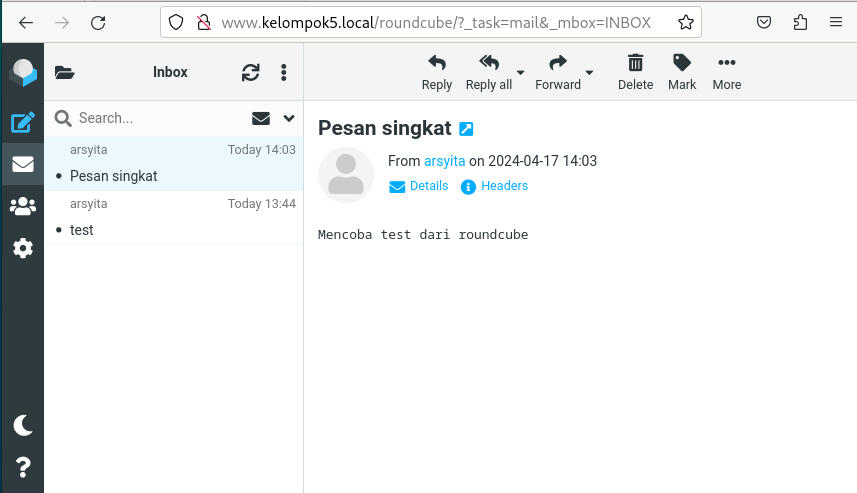 www.kelompok5.local/roundcube/?_task=mail&_mbox=INBOX
Inbox
Reply
Reply all
Forward
Delete
Mark
More
Search...
arsyita Today 14:03
• Pesan singkat
arsyita Today 13:44
• test
Pesan singkat
From arsyita on 2024-04-17 14:03
Details Headers
Mencoba test dari roundcube